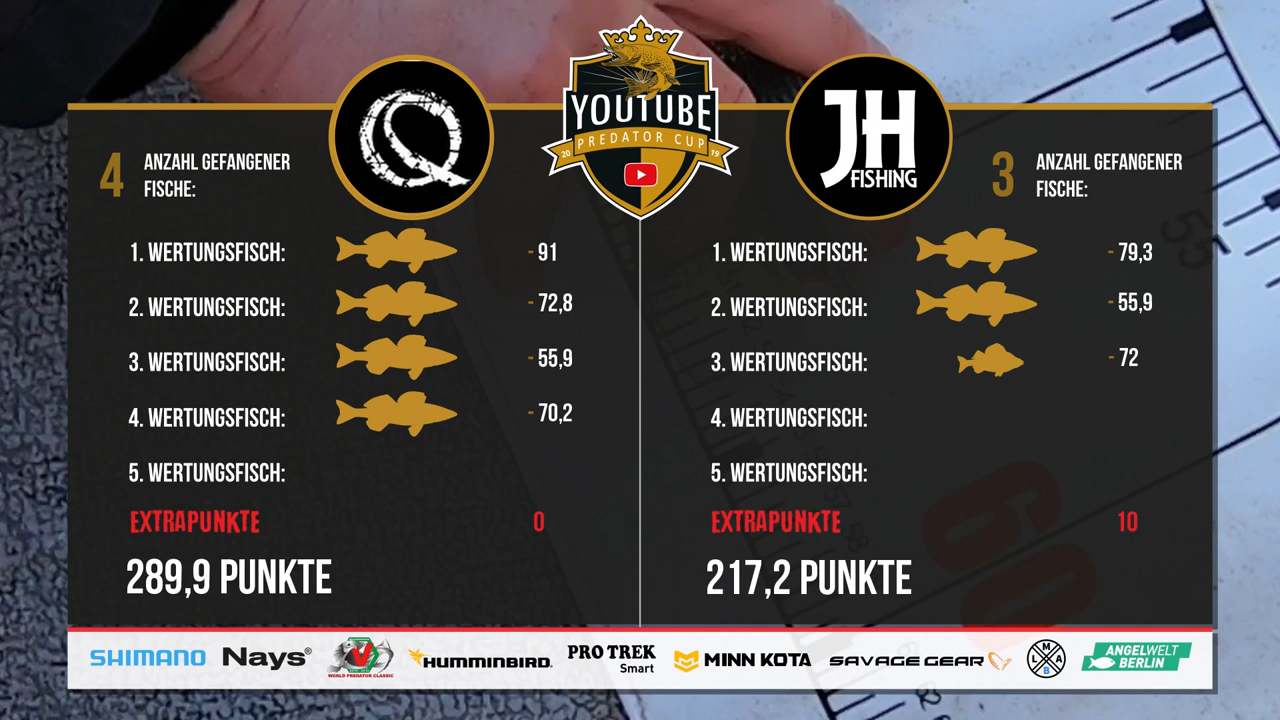 YOUTUBE
PREDATOR CUP
20 19
Q
JH
FISHING
4
ANZAHL GEFANGENER
FISCHE:
1. WERTUNGSFISCH: - 91
2. WERTUNGSFISCH: - 72,8
3. WERTUNGSFISCH: - 55,9
4. WERTUNGSFISCH: - 70,2
5. WERTUNGSFISCH:
EXTRAPUNKTE 0
289,9 PUNKTE
3
ANZAHL GEFANGENER
FISCHE:
1. WERTUNGSFISCH: - 79,3
2. WERTUNGSFISCH: - 55,9
3. WERTUNGSFISCH: - 72
4. WERTUNGSFISCH:
5. WERTUNGSFISCH:
EXTRAPUNKTE 10
217,2 PUNKTE
55
60
62
SHIMANO
Nays®
WORLD PREDATOR CLASSIC
HUMMINBIRD
PRO TREK
Smart
MINN KOTA
SAVAGE GEAR
M
L A
B
ANGELWELT
BERLIN